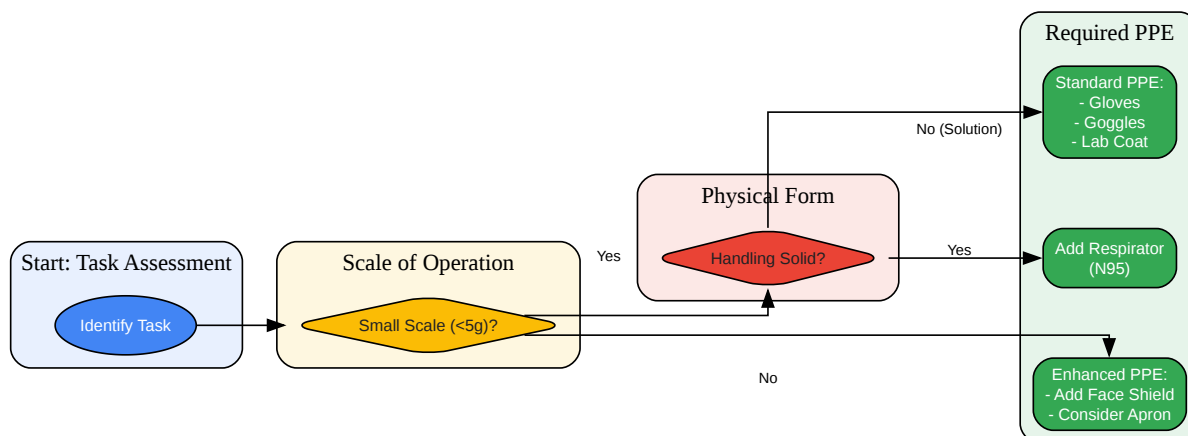 Required PPE
Standard PPE:
- Gloves
- Goggles
- Lab Coat
No (Solution)
Physical Form
Handling Solid?
Yes
Yes
Add Respirator
(N95)
Start: Task Assessment
Identify Task
Scale of Operation
Small Scale (<5g)?
No
Enhanced PPE:
- Add Face Shield
- Consider Apron